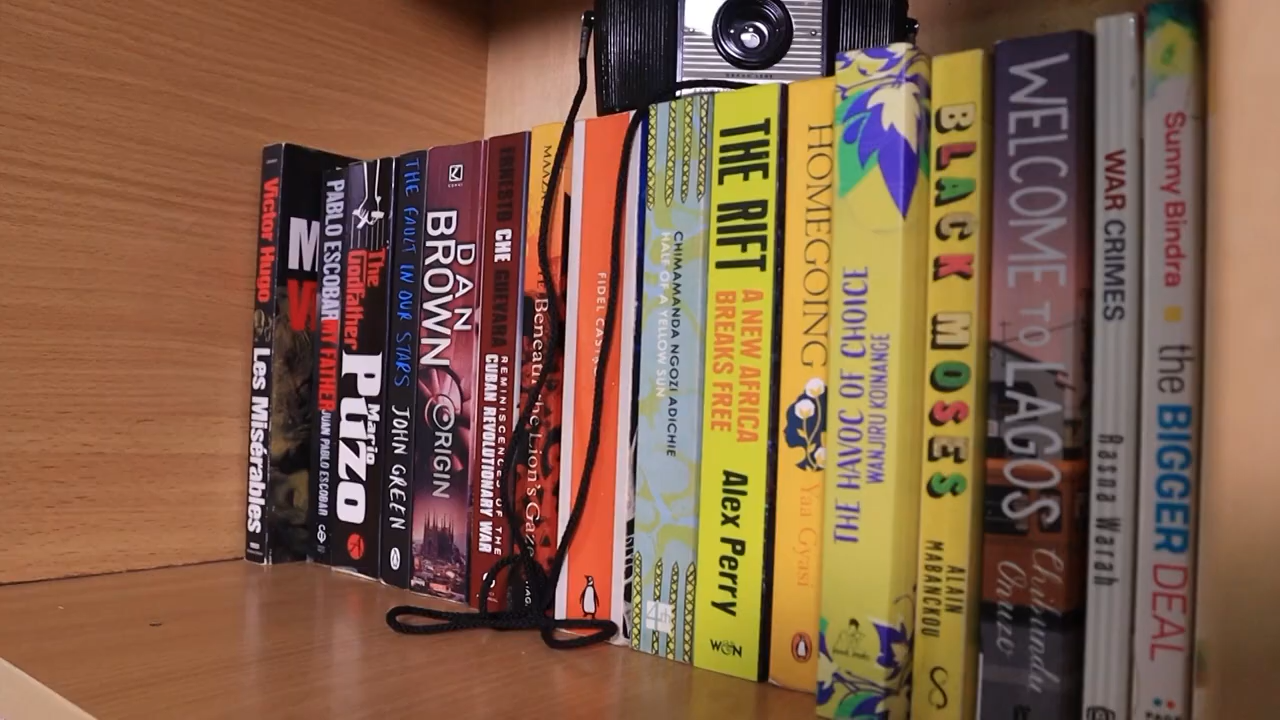 Victor Hugo
Les Misérables
M
PABLO ESCOBAR MY FATHER
JUAN PABLO ESCOBAR
The Godfather
Mario Puzo
THE FAULT IN OUR STARS
JOHN GREEN
DAN BROWN
ORIGIN
ERNESTO CHE GUEVARA
REMINISCENCES OF THE
CUBAN REVOLUTIONARY WAR
Beneath the Lion's Gaze
FIDEL CASTRO
CHIMAMANDA NGOZI ADICHIE
HALF OF A YELLOW SUN
4th
THE RIFT
A NEW AFRICA
BREAKS FREE
Alex Perry
W&N
HOMEGOING
Yaa Gyasi
THE HAVOC OF CHOICE
WANJIRU KOINANGE
BLACK MOSES
ALAIN
MABANCKOU
WELCOME TO LAGOS
Chibundu
Onuzo
WAR CRIMES
Rasna Warah
Sunny Bindra
the BIGGER DEAL